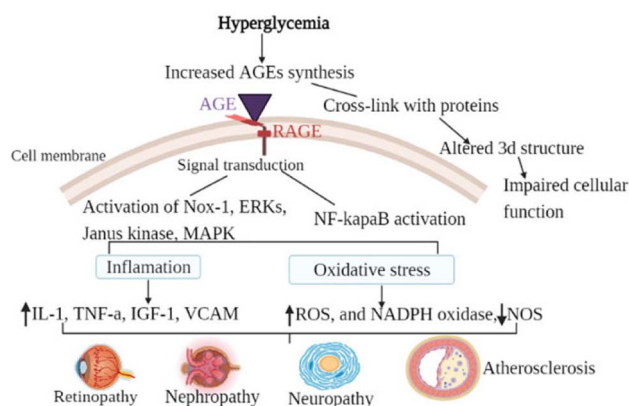 Hyperglycemia
Increased AGEs synthesis
AGE
Cross-link with proteins
RAGE
Cell membrane
Altered 3d structure
Signal transduction
Impaired cellular
function
Activation of Nox-1, ERKs,
Janus kinase, MAPK
NF-kapaB activation
Inflamation
Oxidative stress
IL-1, TNF-a, IGF-1, VCAM
ROS, and NADPH oxidase, NOS
Retinopathy
Nephropathy
Neuropathy
Atherosclerosis